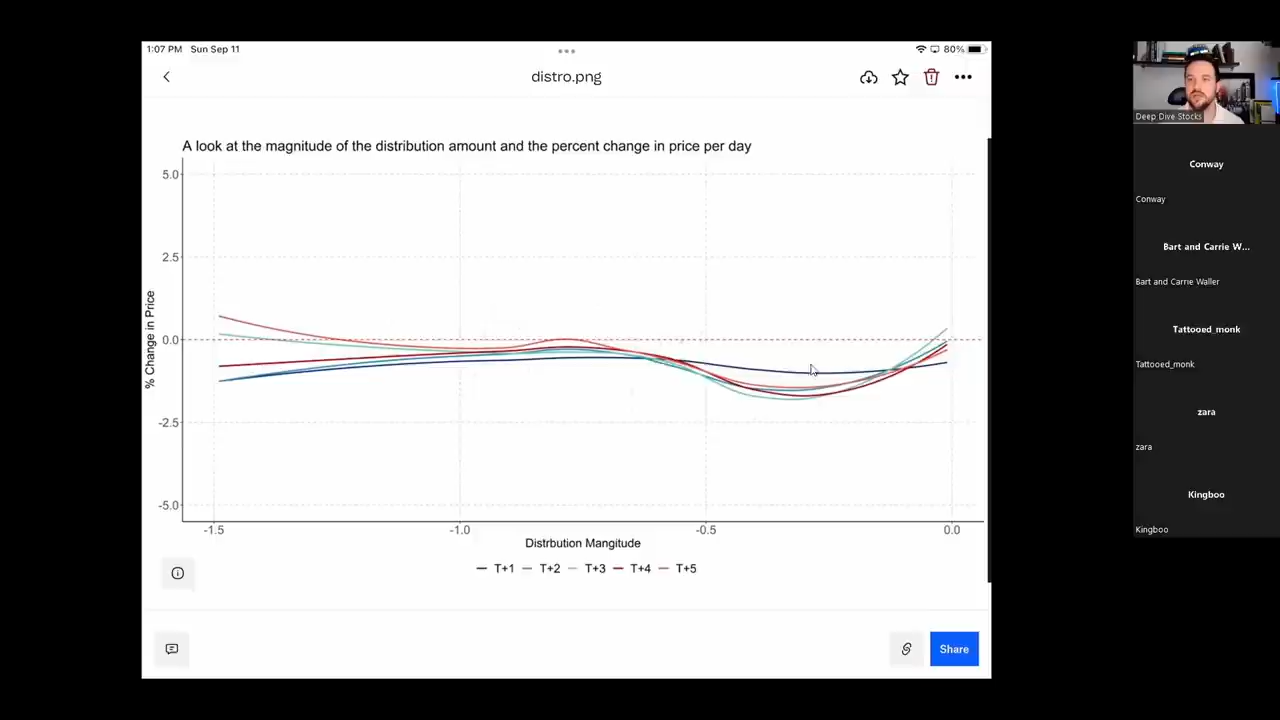 1:07 PM Sun Sep 11
80%
distro.png
A look at the magnitude of the distribution amount and the percent change in price per day
5.0
2.5
0.0
-2.5
-5.0
% Change in Price
-1.5 -1.0 -0.5 0.0
Distrbution Mangitude
T+1 T+2 T+3 T+4 T+5
Share
Deep Dive Stocks
Conway
Conway
Bart and Carrie W...
Bart and Carrie Waller
Tattooed_monk
Tattooed_monk
zara
zara
Kingboo
Kingboo